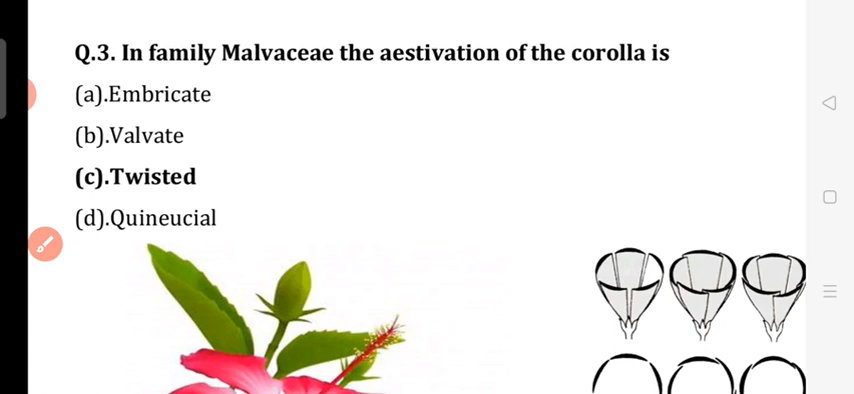 Q.3. In family Malvaceae the aestivation of the corolla is
(a).Embricate
(b).Valvate
(c).Twisted
(d).Quineucial